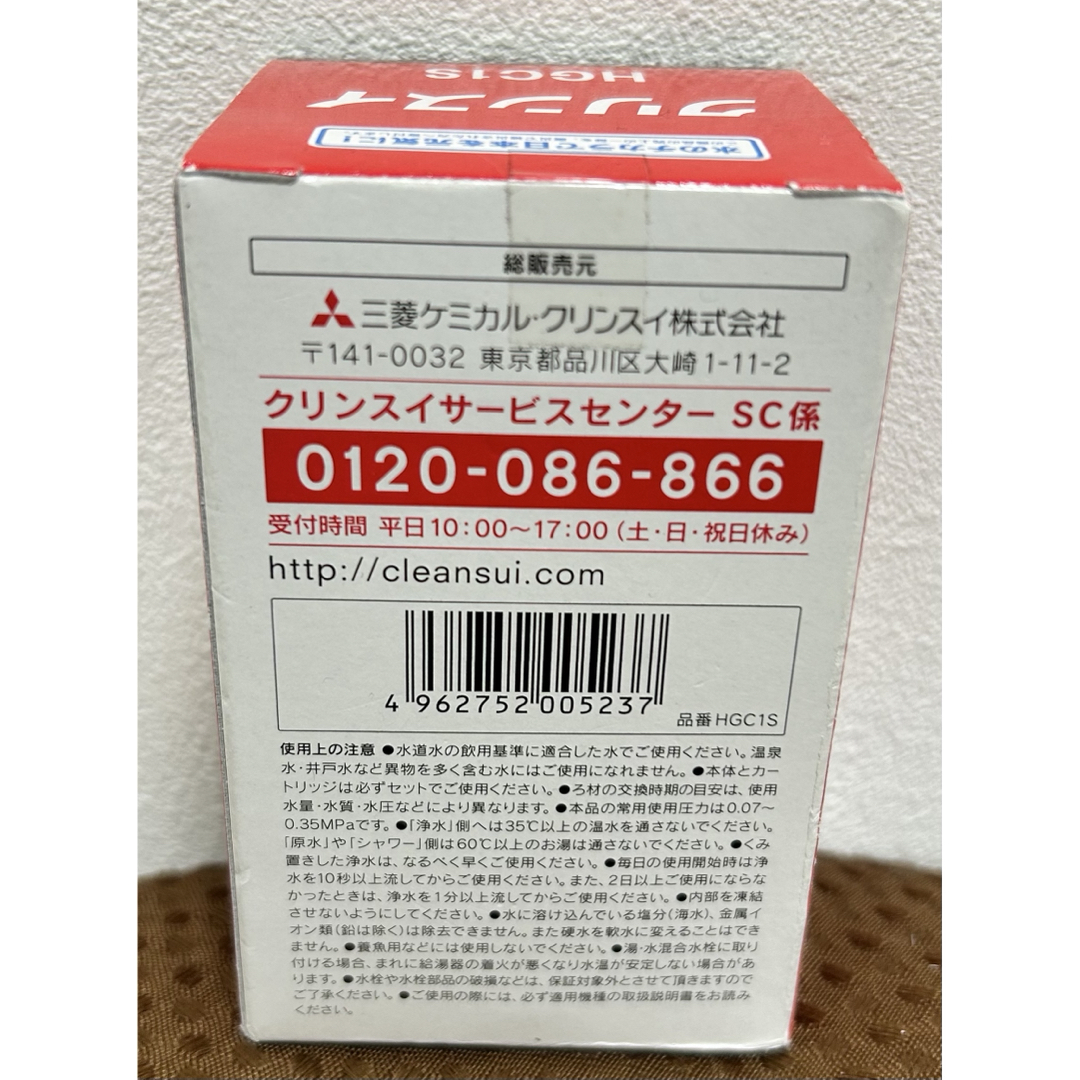 HGC1S
クリンスイ
水のチカラで日本を元気に!
総販売元
三菱ケミカル・クリンスイ株式会社
〒141-0032 東京都品川区大崎1-11-2
クリンスイサービスセンター SC係
0120-086-866
受付時間 平日10:00〜17:00(土・日・祝日休み)
http://cleansui.com
4 962752 005237
品番HGC1S
使用上の注意 ●水道水の飲用基準に適合した水でご使用ください。温泉
水・井戸水など異物を多く含む水にはご使用になれません。●本体とカー
トリッジは必ずセットでご使用ください。●ろ材の交換時期の目安は、使用
水量・水質・水圧などにより異なります。●本品の常用使用圧力は0.07〜
0.35MPaです。●「浄水」側へは35℃以上の温水を通さないでください。
「原水」や「シャワー」側は60℃以上のお湯は通さないでください。●くみ
置きした浄水は、なるべく早くご使用ください。●毎日の使用開始時は浄
水を10秒以上流してからご使用ください。また、2日以上ご使用にならな
かったときは、浄水を1分以上流してからご使用ください。●内部を凍結
させないようにしてください。●水に溶け込んでいる塩分(海水)、金属イ
オン類(鉛は除く)は除去できません。また硬水を軟水に変えることはでき
ません。●養魚用などには使用しないでください。●湯・水混合水栓に取り
付ける場合、まれに給湯器の着火が悪くなり水温が安定しない場合があ
ります。●水栓や水栓部品の破損などは、保証対象外とさせて頂きますので
ご了承ください。●ご使用の際には、必ず適用機種の取扱説明書をお読み
ください。